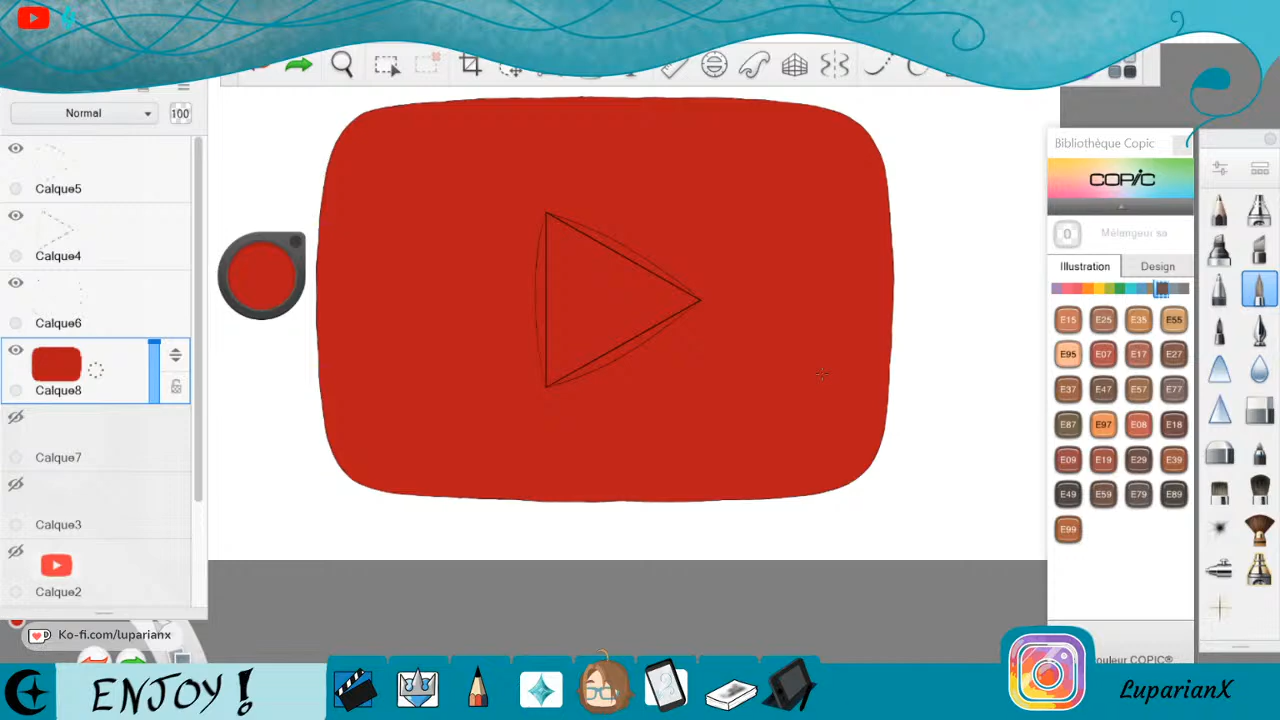 Normal
100
Calque5
Calque4
Calque6
Calque8
Calque7
Calque3
Calque2
Bibliothèque Copic
COPIC
0
Mélangeur sa
Illustration
Design
E15 E25 E35 E55
E95 E07 E17 E27
E37 E47 E57 E77
E87 E97 E08 E18
E09 E19 E29 E39
E49 E59 E79 E89
E99
ouleur COPIC®
Ko-fi.com/luparianx
ENJOY !
LuparianX